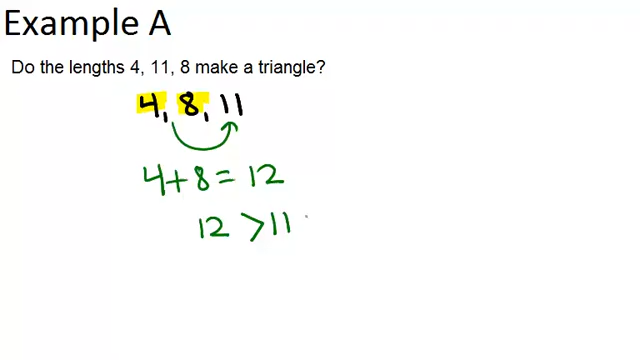 Example A
Do the lengths 4, 11, 8 make a triangle?
4, 8, 11
4 + 8 = 12
12 > 11